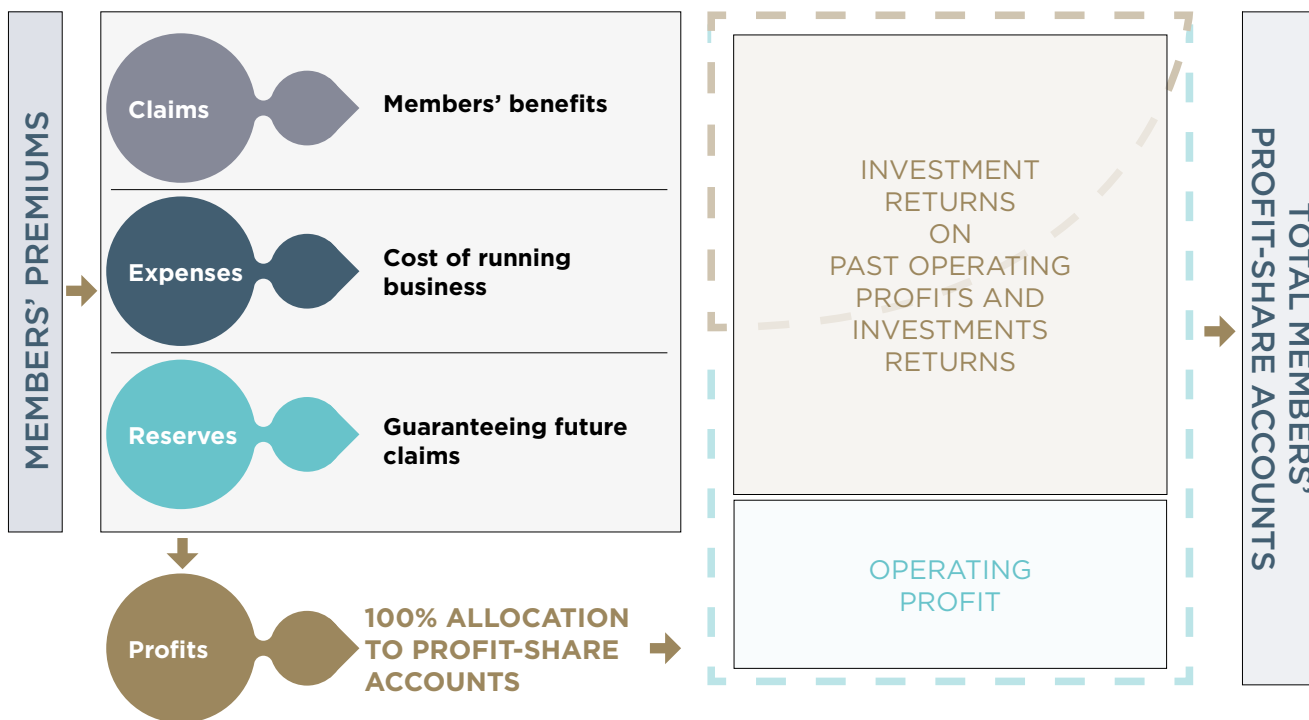 MEMBERS’ PREMIUMS
Claims
Members’ benefits
Expenses
Cost of running
business
Reserves
Guaranteeing future
claims
Profits
100% ALLOCATION
TO PROFIT-SHARE
ACCOUNTS
INVESTMENT
RETURNS
ON
PAST OPERATING
PROFITS AND
INVESTMENTS
RETURNS
OPERATING
PROFIT
TOTAL MEMBERS’
PROFIT-SHARE ACCOUNTS